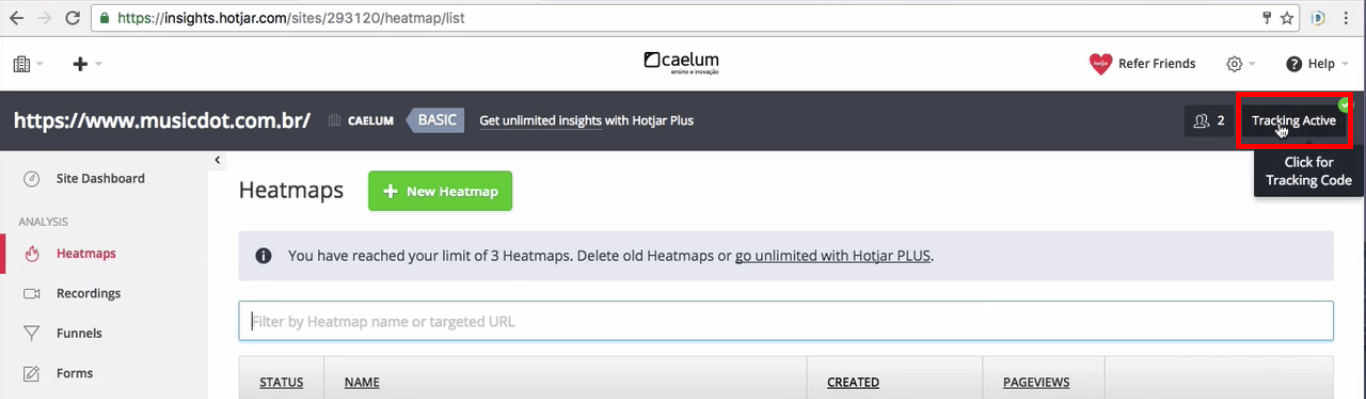 https://insights.hotjar.com/sites/293120/heatmap/list
caelum
ensino e inovação
hotjar
Refer Friends
Help
https://www.musicdot.com.br/
CAELUM
BASIC
Get unlimited insights with Hotjar Plus
2
Tracking Active
Click for
Tracking Code
Site Dashboard
ANALYSIS
Heatmaps
Recordings
Funnels
Forms
Heatmaps
New Heatmap
You have reached your limit of 3 Heatmaps. Delete old Heatmaps or go unlimited with Hotjar PLUS.
Filter by Heatmap name or targeted URL
STATUS
NAME
CREATED
PAGEVIEWS